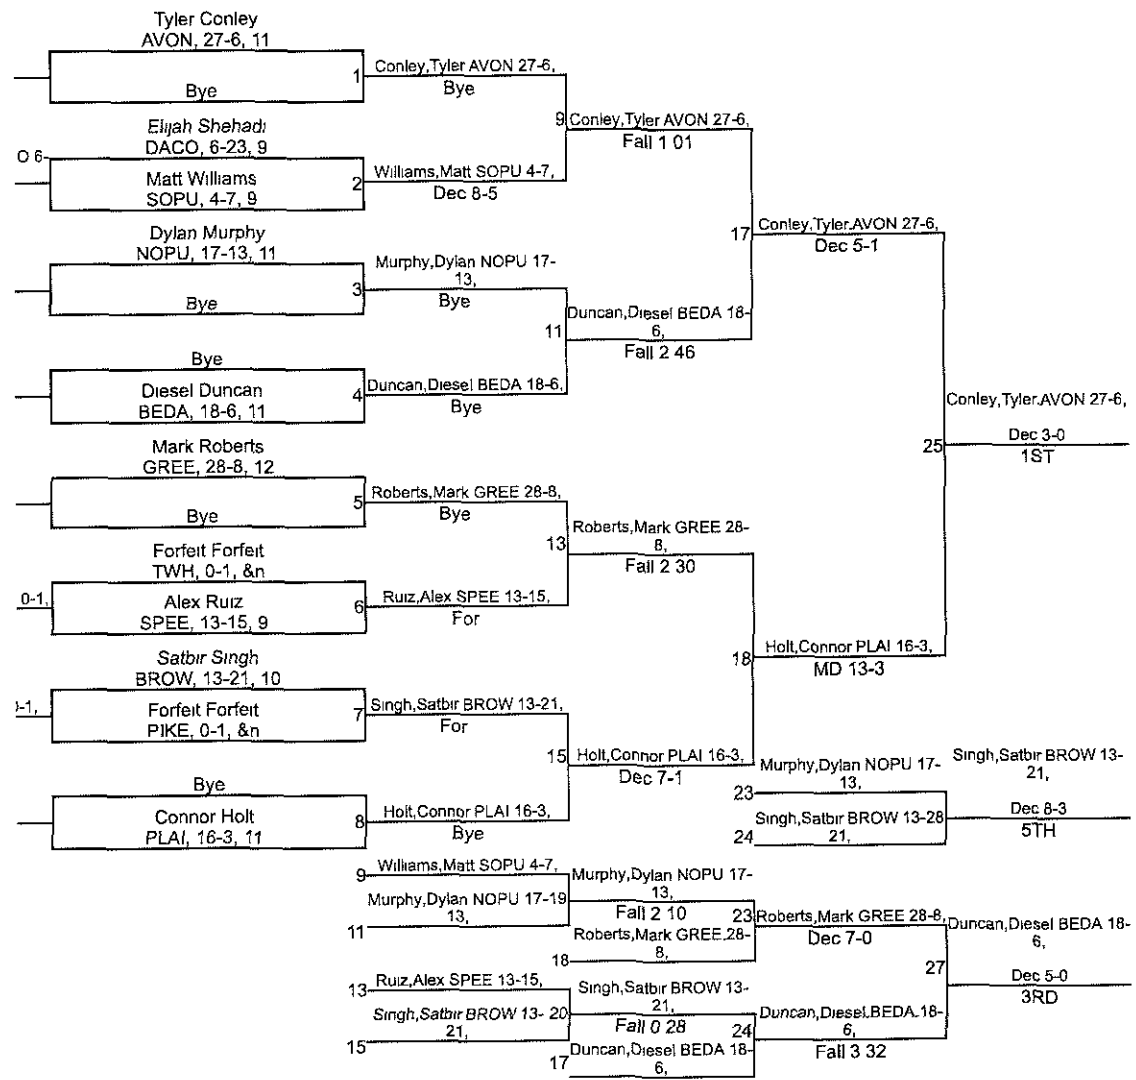 Tyler Conley
AVON, 27-6, 11
1
Bye
Conley,Tyler AVON 27-6,
Bye
Elijah Shehadi
DACO, 6-23, 9
O 6-
Matt Williams
SOPU, 4-7, 9
2
Williams,Matt SOPU 4-7,
Dec 8-5
9
Conley,Tyler AVON 27-6,
Fall 1 01
Dylan Murphy
NOPU, 17-13, 11
3
Bye
Murphy,Dylan NOPU 17-
13,
Bye
Bye
Diesel Duncan
BEDA, 18-6, 11
4
Duncan,Diesel BEDA 18-6,
Bye
11
Duncan,Diesel BEDA 18-
6,
Fall 2 46
17
Conley,Tyler.AVON 27-6,
Dec 5-1
Mark Roberts
GREE, 28-8, 12
5
Bye
Roberts,Mark GREE 28-8,
Bye
Forfeit Forfeit
TWH, 0-1, &n
0-1,
Alex Ruiz
SPEE, 13-15, 9
6
Ruiz,Alex SPEE 13-15,
For
13
Roberts,Mark GREE 28-
8,
Fall 2 30
Satbir Singh
BROW, 13-21, 10
)-1,
Forfeit Forfeit
PIKE, 0-1, &n
7
Singh,Satbir BROW 13-21,
For
Bye
Connor Holt
PLAI, 16-3, 11
8
Holt,Connor PLAI 16-3,
Bye
15
Holt,Connor PLAI 16-3,
Dec 7-1
18
Holt,Connor PLAI 16-3,
MD 13-3
25
Conley,Tyler.AVON 27-6,
Dec 3-0
1ST
Murphy,Dylan NOPU 17-
13,
23
Singh,Satbir BROW 13-28
21,
24
Singh,Satbir BROW 13-
21,
Dec 8-3
5TH
Williams,Matt SOPU 4-7,
9
Murphy,Dylan NOPU 17-19
13,
11
Murphy,Dylan NOPU 17-
13,
Fall 2 10
Roberts,Mark GREE.28-
8,
18
23
Roberts,Mark GREE 28-8,
Dec 7-0
Ruiz,Alex SPEE 13-15,
13
Singh,Satbir BROW 13- 20
21,
15
Singh,Satbir BROW 13-
21,
Fall 0 28
Duncan,Diesel BEDA 18-
6,
17
24
Duncan,Diesel.BEDA.18-
6,
Fall 3 32
27
Duncan,Diesel BEDA 18-
6,
Dec 5-0
3RD